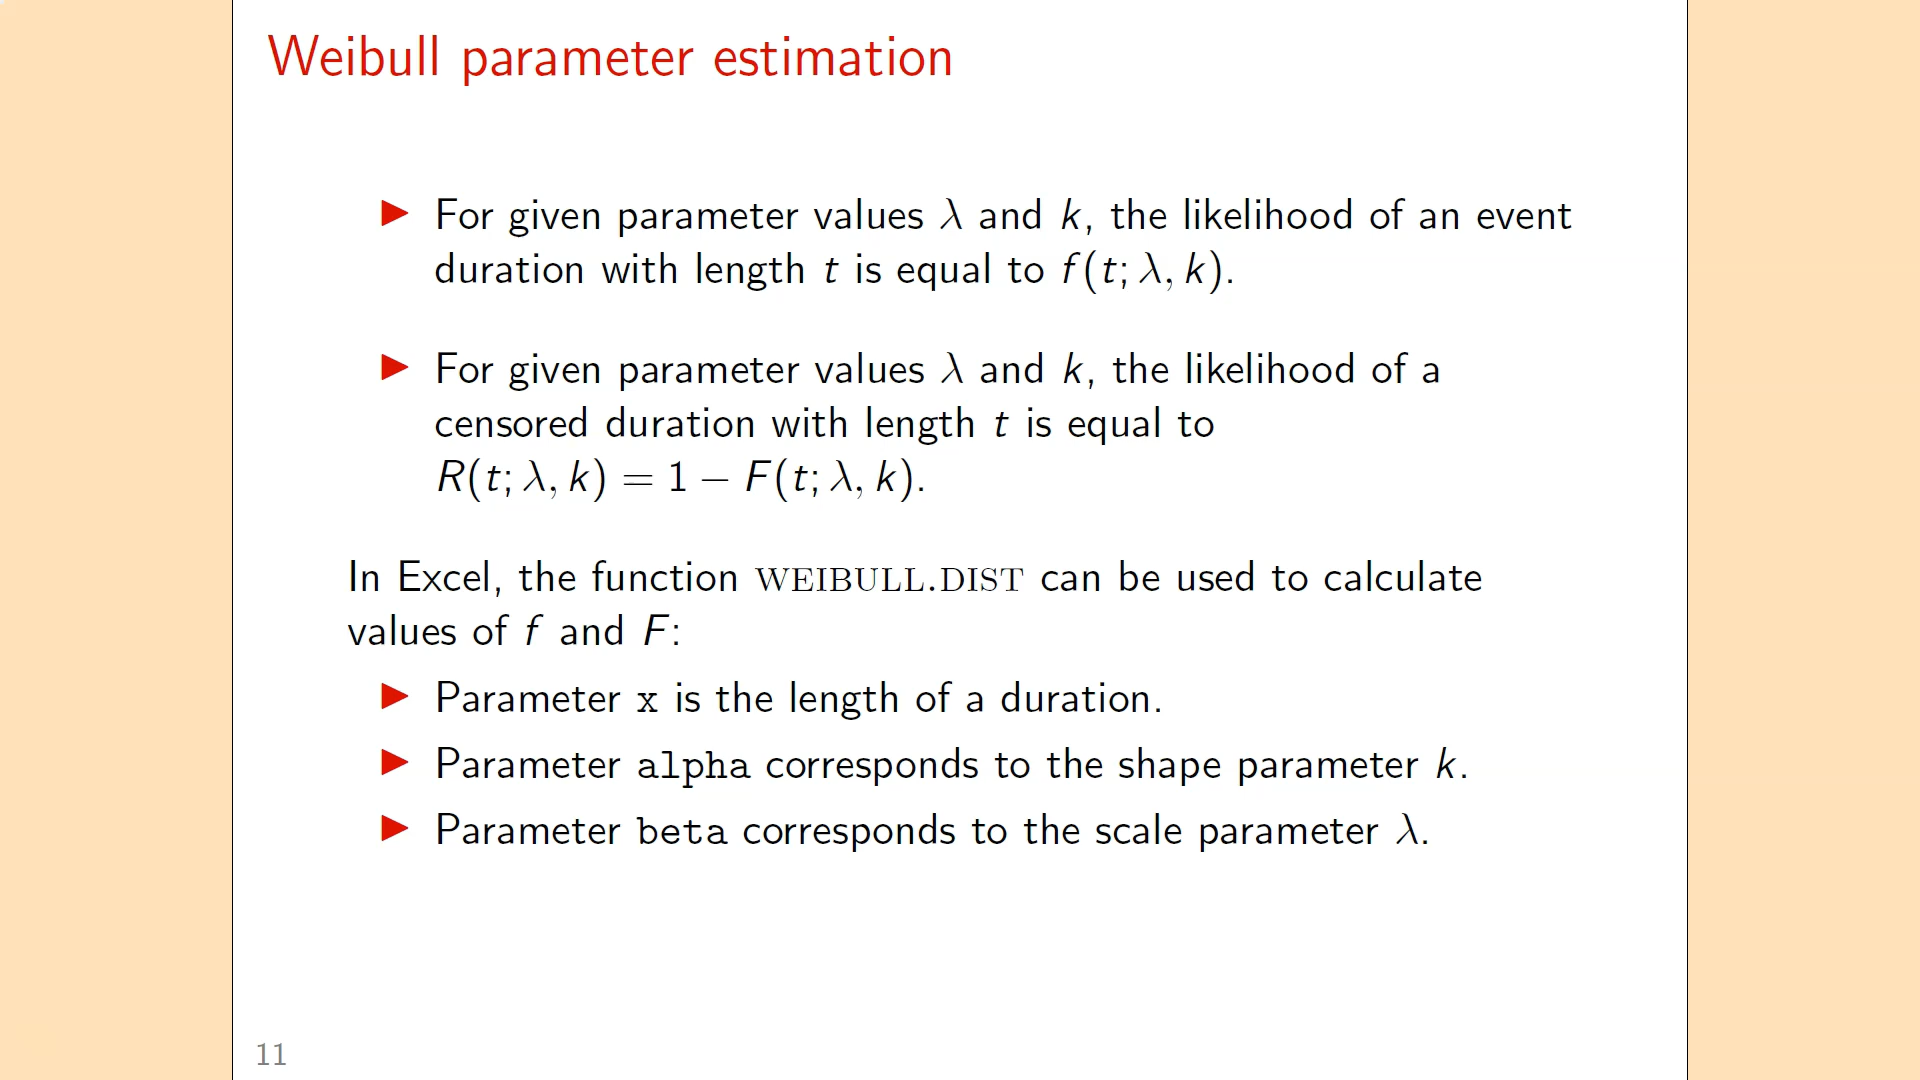 Weibull parameter estimation
▶ For given parameter values λ and k, the likelihood of an event
duration with length t is equal to f(t; λ, k).
▶ For given parameter values λ and k, the likelihood of a
censored duration with length t is equal to
R(t; λ, k) = 1 − F(t; λ, k).
In Excel, the function WEIBULL.DIST can be used to calculate
values of f and F:
▶ Parameter x is the length of a duration.
▶ Parameter alpha corresponds to the shape parameter k.
▶ Parameter beta corresponds to the scale parameter λ.
11